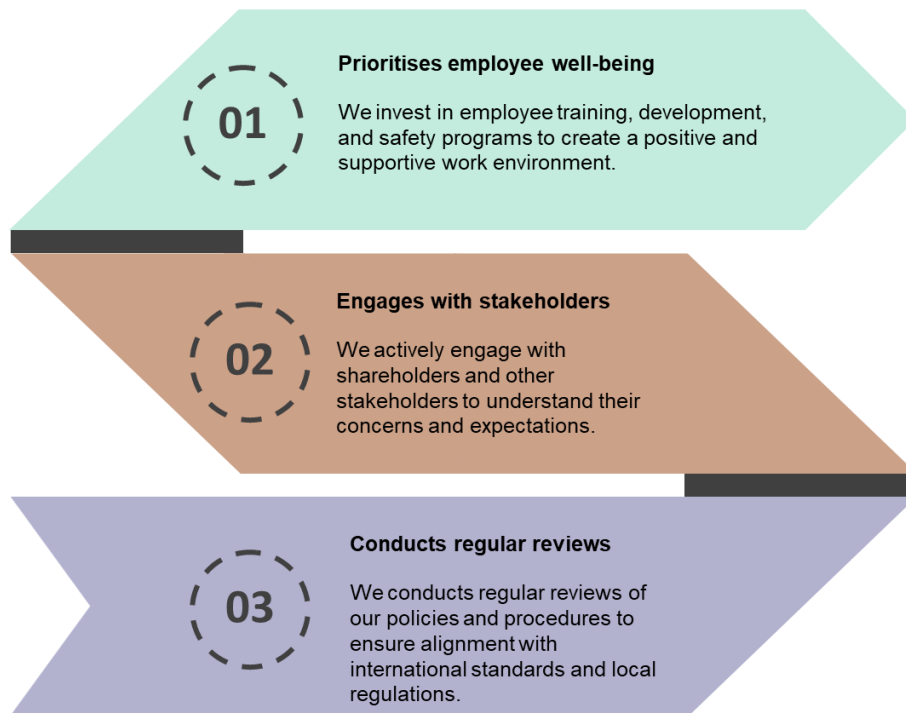 01
Prioritises employee well-being
We invest in employee training, development,
and safety programs to create a positive and
supportive work environment.
02
Engages with stakeholders
We actively engage with
shareholders and other
stakeholders to understand their
concerns and expectations.
03
Conducts regular reviews
We conducts regular reviews of
our policies and procedures to
ensure alignment with
international standards and local
regulations.